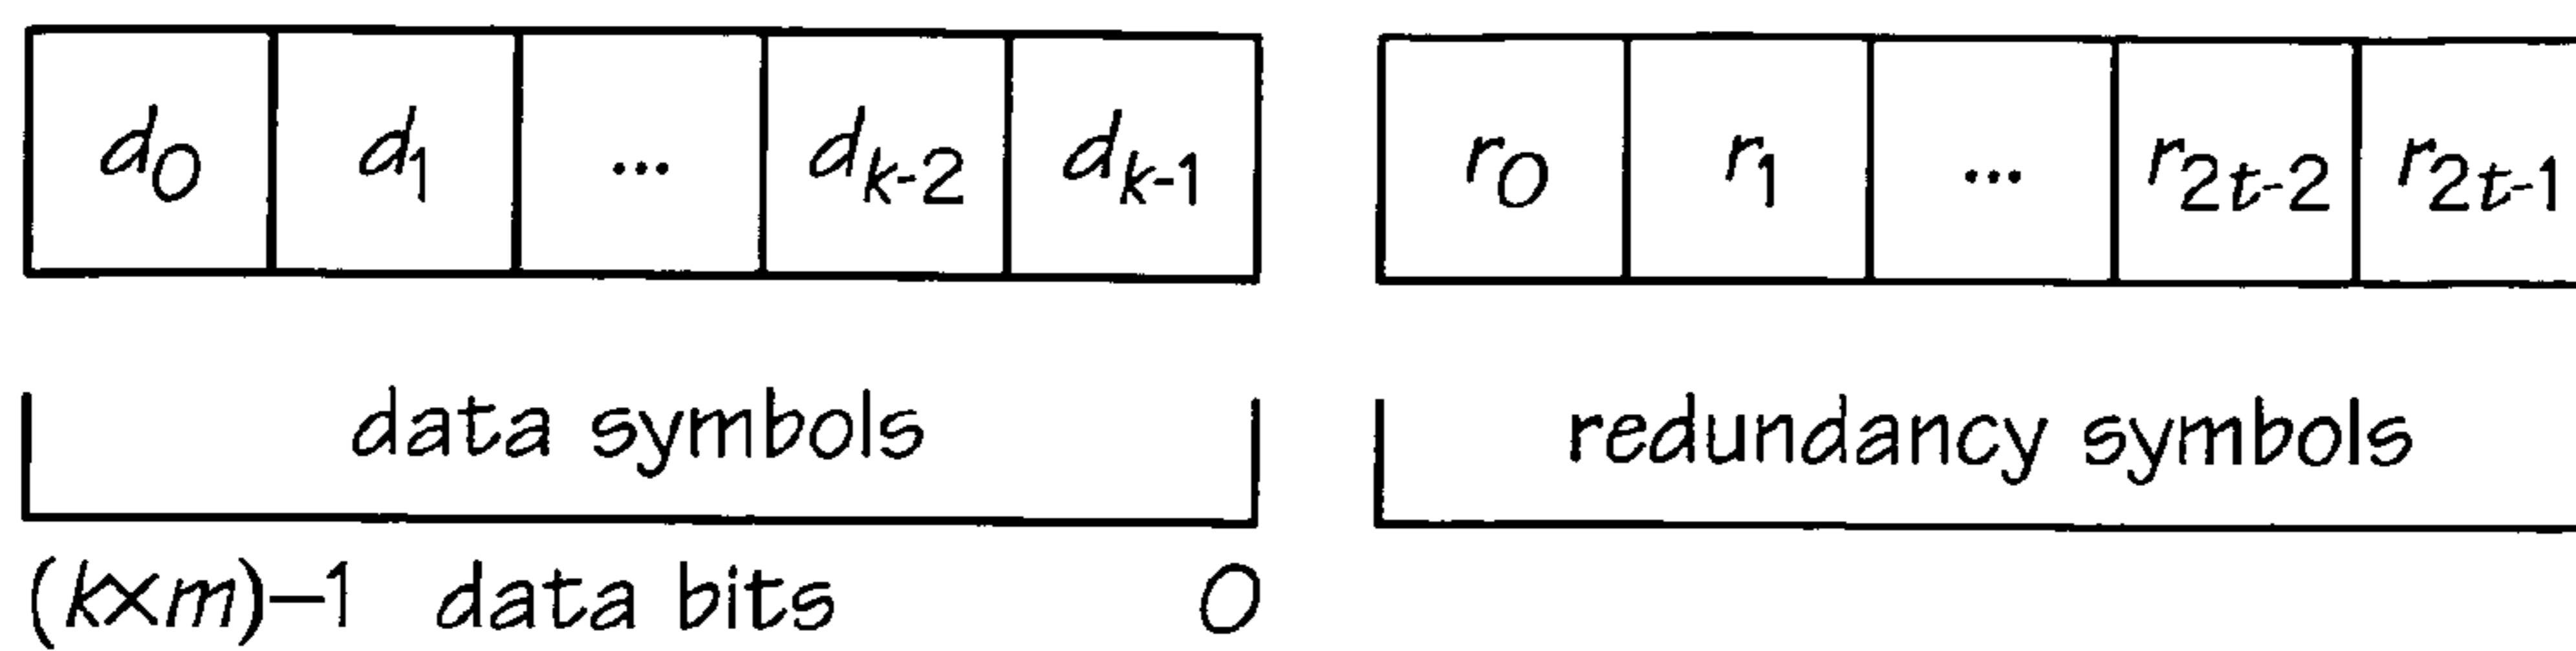 d0 d1 ... dk-2 dk-1 r0 r1 ... r2t-2 r2t-1
data symbols redundancy symbols
(k×m)–1 data bits 0